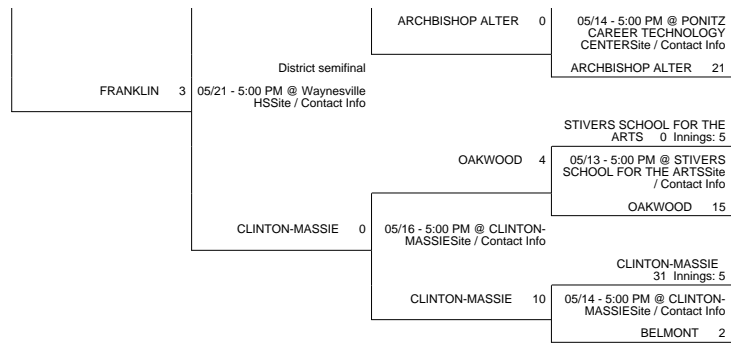 ARCHBISHOP ALTER 0
05/14 - 5:00 PM @ PONITZ
CAREER TECHNOLOGY
CENTERSite / Contact Info
District semifinal
ARCHBISHOP ALTER 21
FRANKLIN 3
05/21 - 5:00 PM @ Waynesville
HSSite / Contact Info
STIVERS SCHOOL FOR THE
ARTS 0 Innings: 5
OAKWOOD 4
05/13 - 5:00 PM @ STIVERS
SCHOOL FOR THE ARTSSite
/ Contact Info
OAKWOOD 15
CLINTON-MASSIE 0
05/16 - 5:00 PM @ CLINTON-
MASSIESite / Contact Info
CLINTON-MASSIE
31 Innings: 5
CLINTON-MASSIE 10
05/14 - 5:00 PM @ CLINTON-
MASSIESite / Contact Info
BELMONT 2